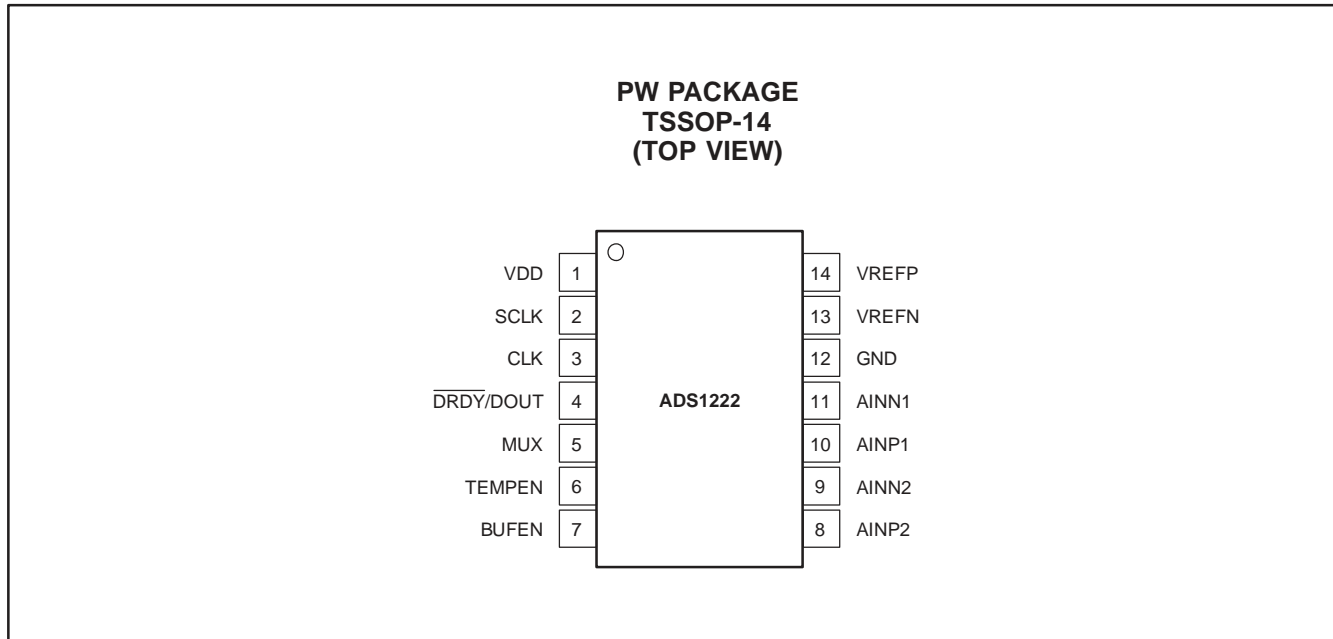 PW PACKAGE
TSSOP-14
(TOP VIEW)
VDD 1
SCLK 2
CLK 3
DRDY/DOUT 4
MUX 5
TEMPEN 6
BUFEN 7
ADS1222
14 VREFP
13 VREFN
12 GND
11 AINN1
10 AINP1
9 AINN2
8 AINP2